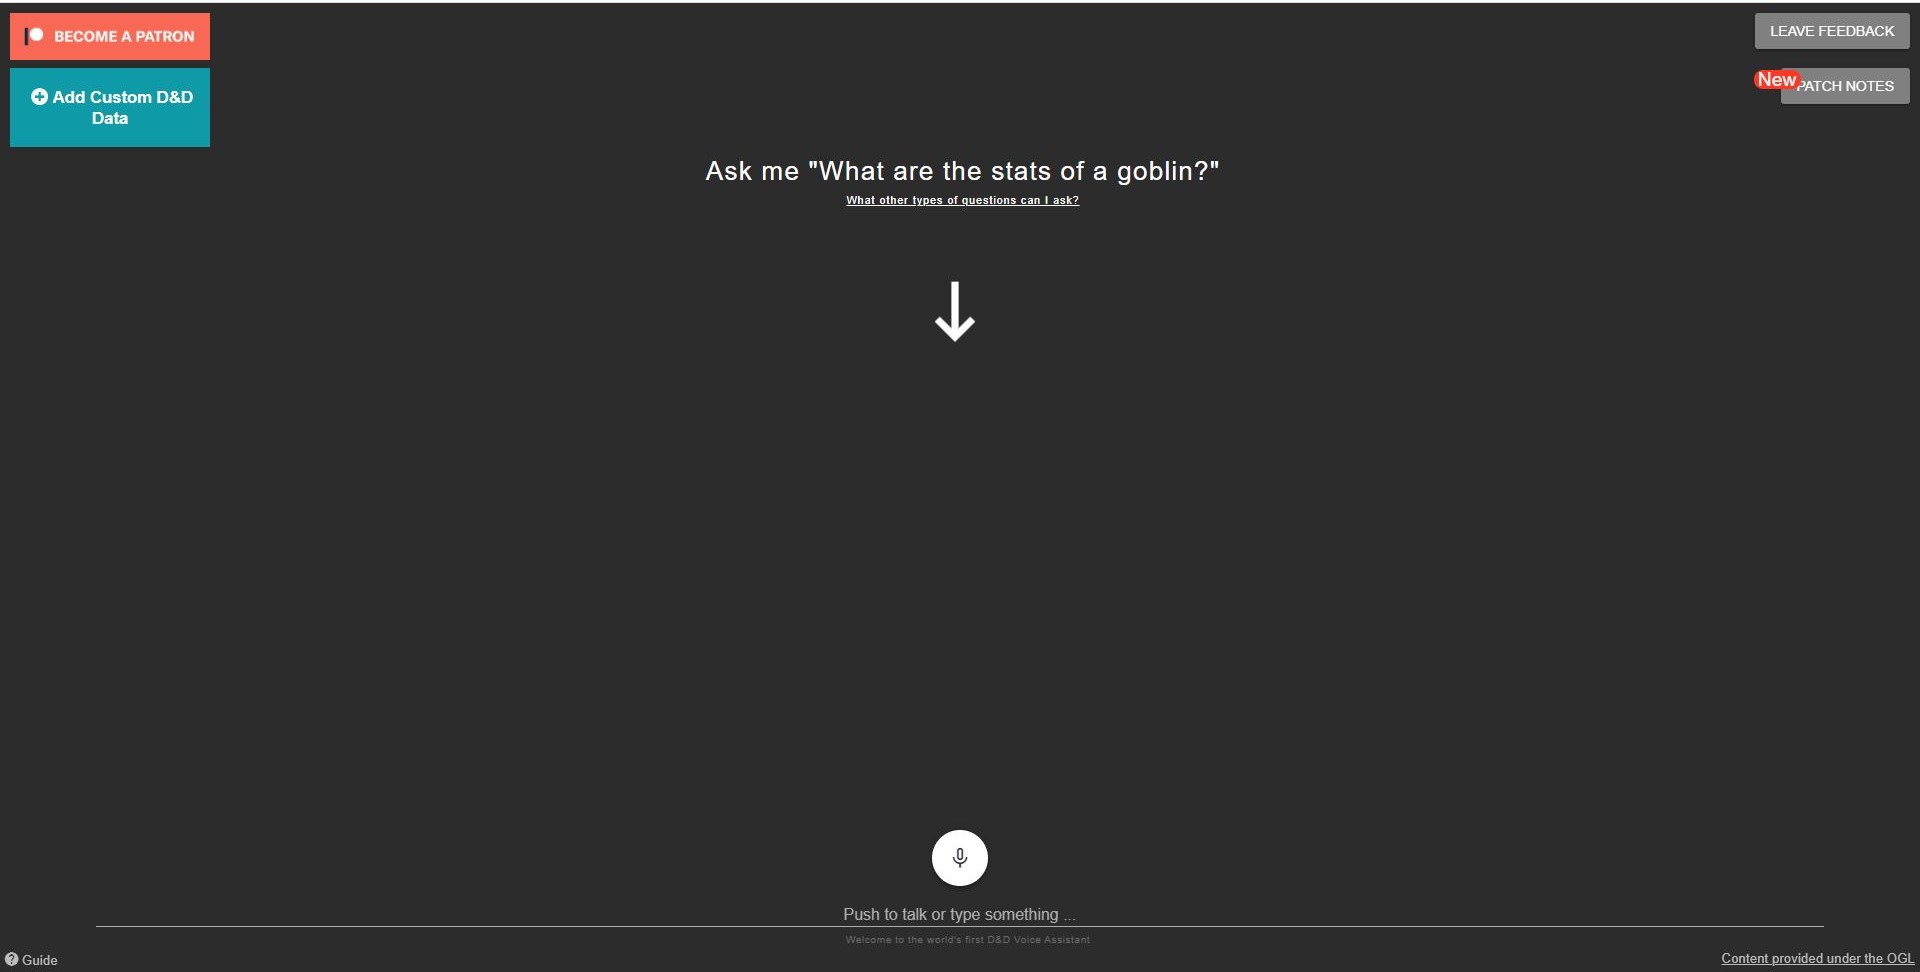 BECOME A PATRON
LEAVE FEEDBACK
Add Custom D&D
Data
New
PATCH NOTES
Ask me "What are the stats of a goblin?"
What other types of questions can I ask?
Push to talk or type something ...
Welcome to the world's first D&D Voice Assistant
? Guide
Content provided under the OGL